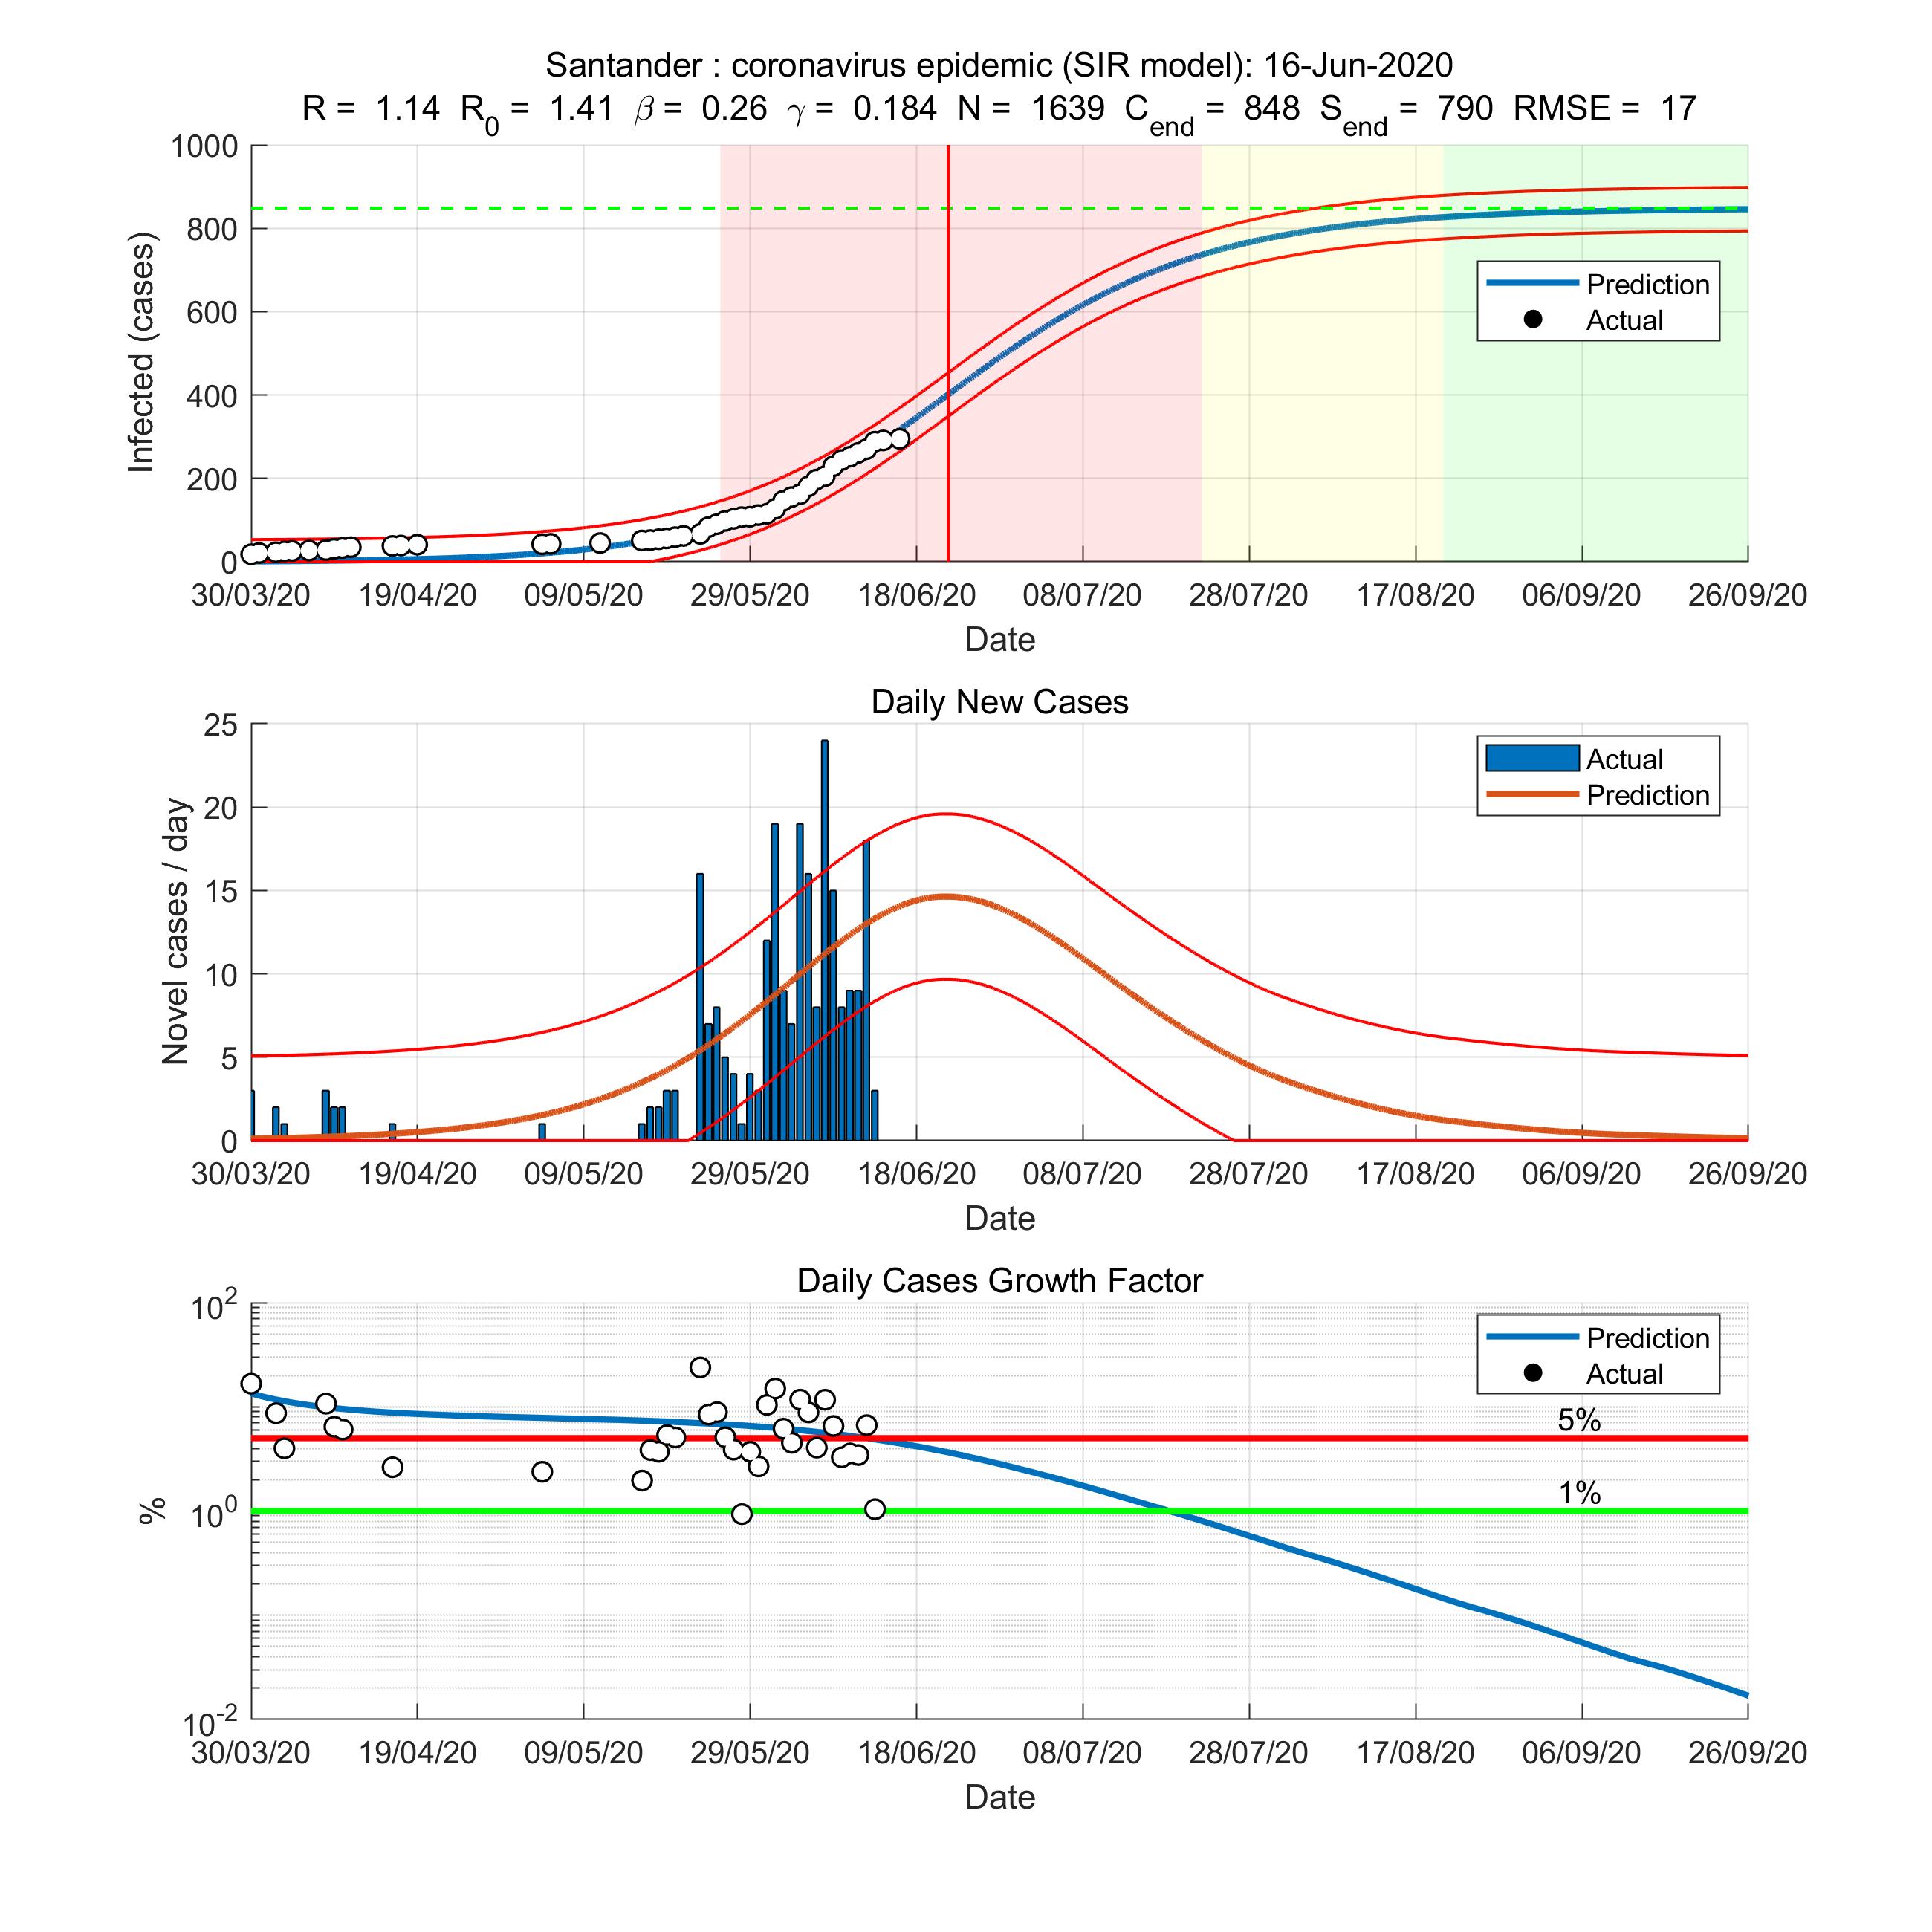 Santander : coronavirus epidemic (SIR model): 16-Jun-2020
R = 1.14 R0 = 1.41 β = 0.26 γ = 0.184 N = 1639 Cend = 848 Send = 790 RMSE = 17
1000
800
600
400
200
0
Infected (cases)
Prediction
Actual
30/03/20 19/04/20 09/05/20 29/05/20 18/06/20 08/07/20 28/07/20 17/08/20 06/09/20 26/09/20
Date
Daily New Cases
25
20
15
10
5
0
Novel cases / day
Actual
Prediction
30/03/20 19/04/20 09/05/20 29/05/20 18/06/20 08/07/20 28/07/20 17/08/20 06/09/20 26/09/20
Date
Daily Cases Growth Factor
10^2
10^0
10^-2
%
Prediction
Actual
5%
1%
30/03/20 19/04/20 09/05/20 29/05/20 18/06/20 08/07/20 28/07/20 17/08/20 06/09/20 26/09/20
Date